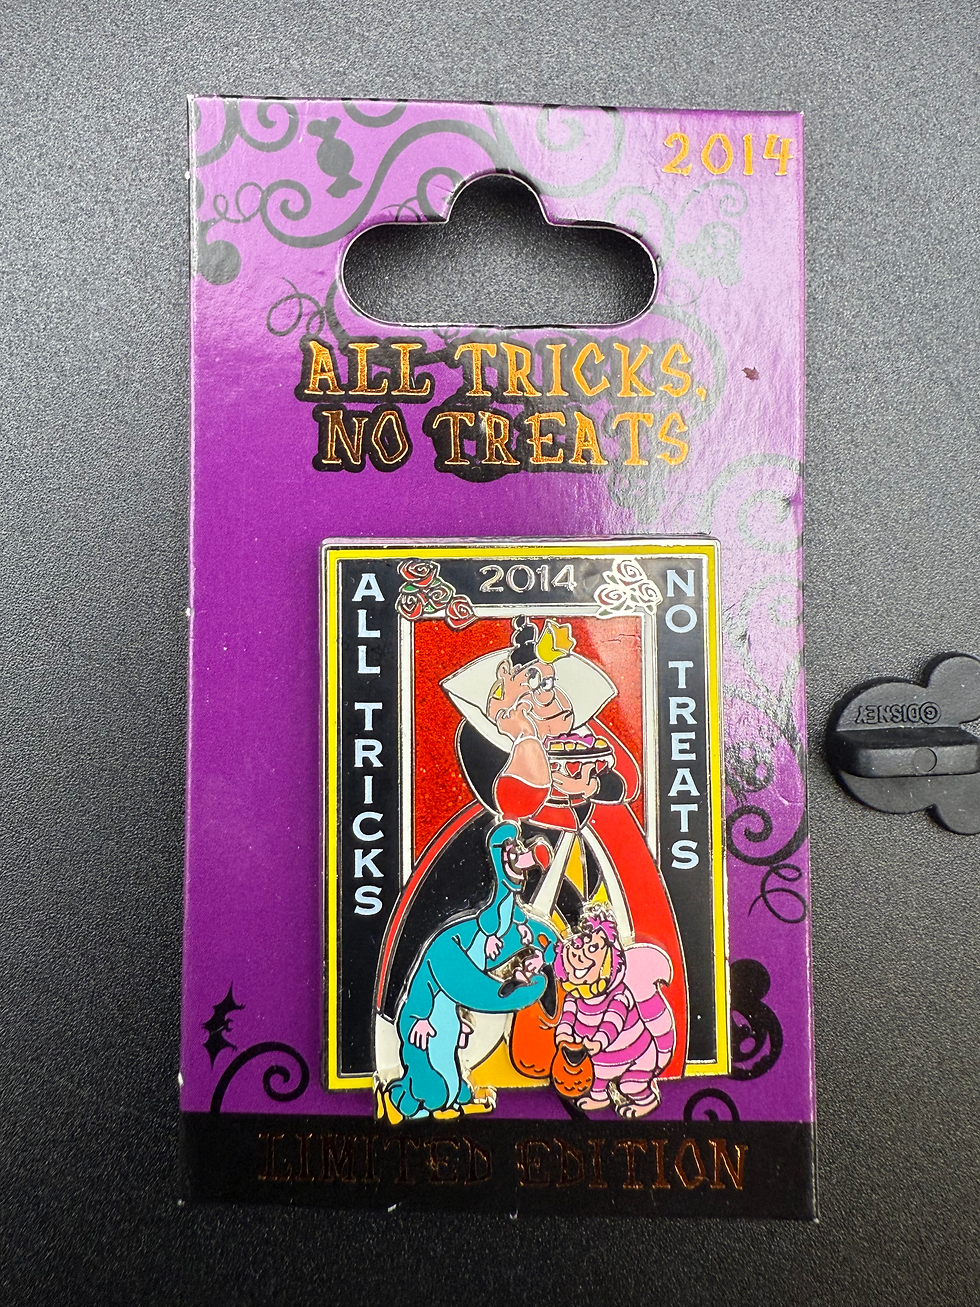 2014
ALL TRICKS,
NO TREATS
2014
ALL TRICKS
NO TREATS
©DISNEY
LIMITED EDITION